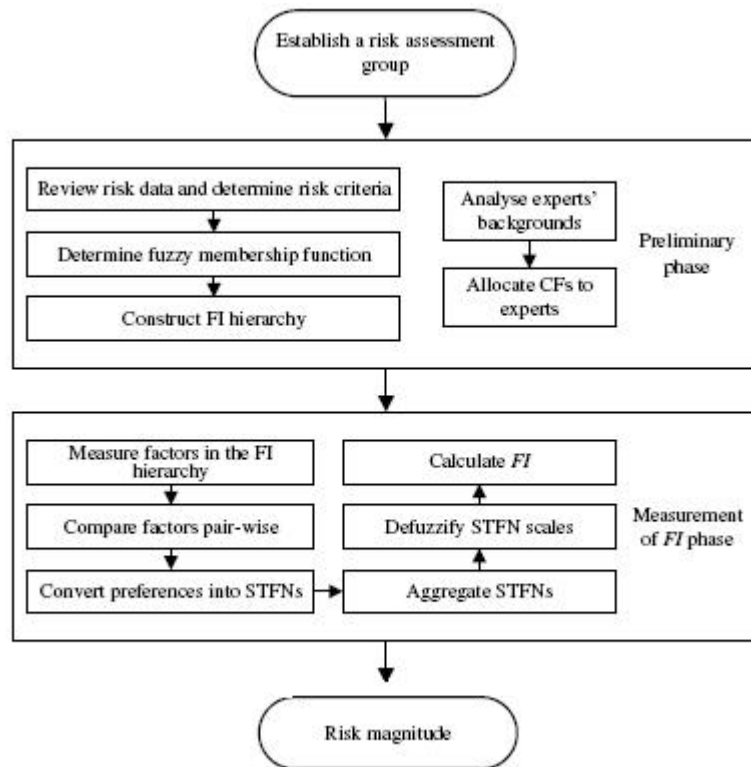 Establish a risk assessment
group
Review risk data and determine risk criteria
Determine fuzzy membership function
Construct FI hierarchy
Analyse experts'
backgrounds
Allocate CFs to
experts
Preliminary
phase
Measure factors in the FI
hierarchy
Compare factors pair-wise
Convert preferences into STFNs
Aggregate STFNs
Defuzzify STFN scales
Calculate FI
Measurement
of FI phase
Risk magnitude